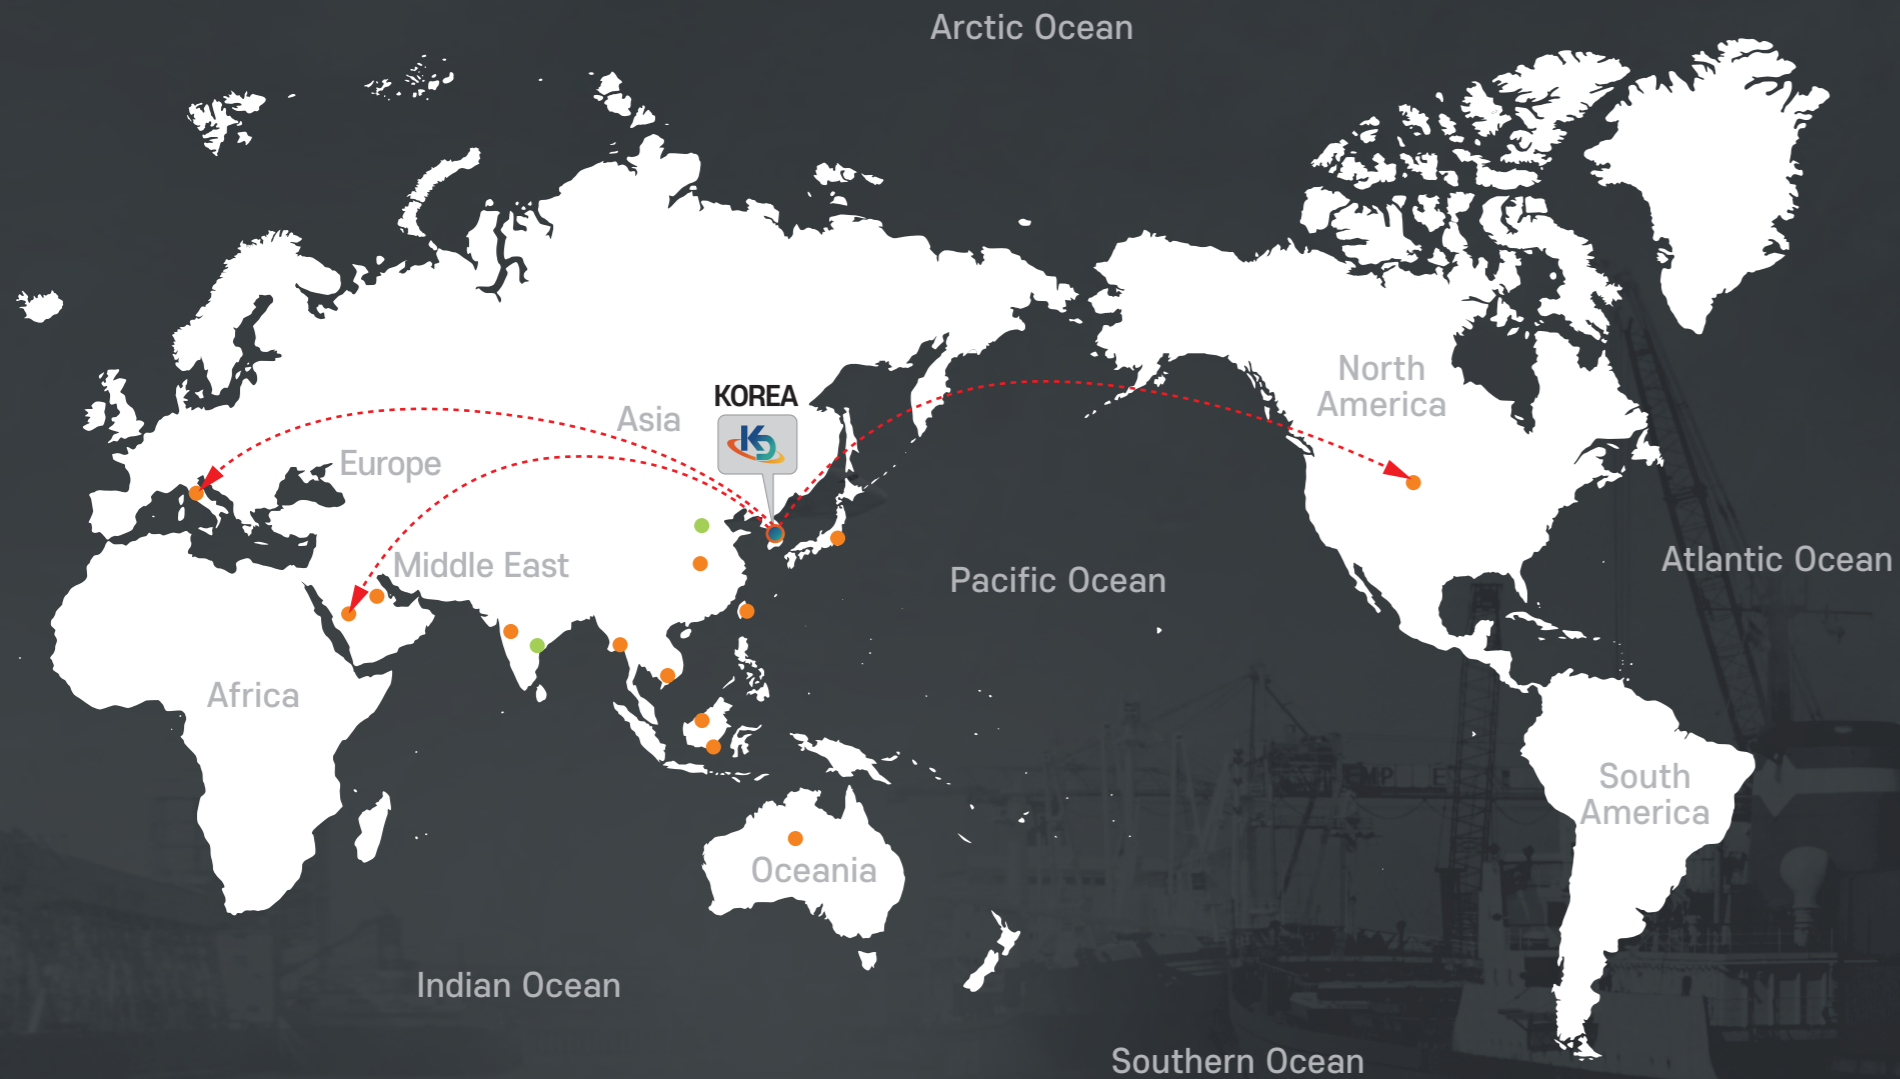 Arctic Ocean
North
America
KOREA
KD
Asia
Europe
Middle East
Pacific Ocean
Atlantic Ocean
Africa
South
America
Oceania
Indian Ocean
Southern Ocean